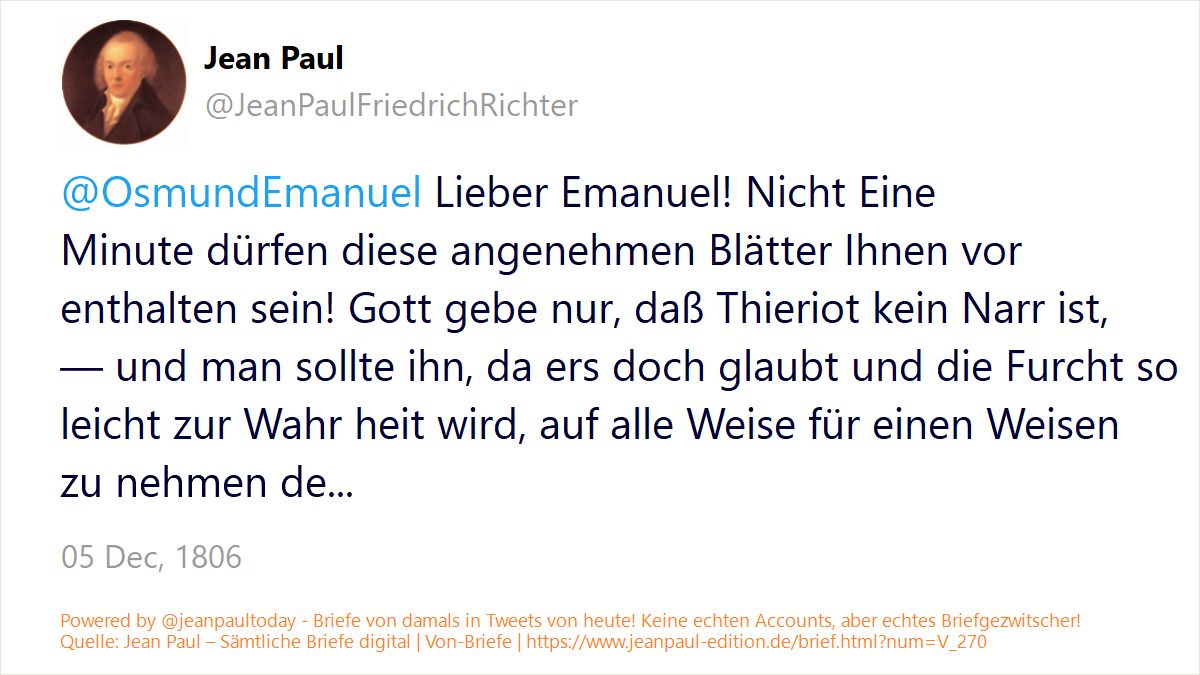 Jean Paul
@JeanPaulFriedrichRichter
@OsmundEmanuel Lieber Emanuel! Nicht Eine
Minute dürfen diese angenehmen Blätter Ihnen vor
enthalten sein! Gott gebe nur, daß Thieriot kein Narr ist,
— und man sollte ihn, da ers doch glaubt und die Furcht so
leicht zur Wahr heit wird, auf alle Weise für einen Weisen
zu nehmen de...
05 Dec, 1806
Powered by @jeanpaultoday - Briefe von damals in Tweets von heute! Keine echten Accounts, aber echtes Briefgezwitscher!
Quelle: Jean Paul – Sämtliche Briefe digital | Von-Briefe | https://www.jeanpaul-edition.de/brief.html?num=V_270